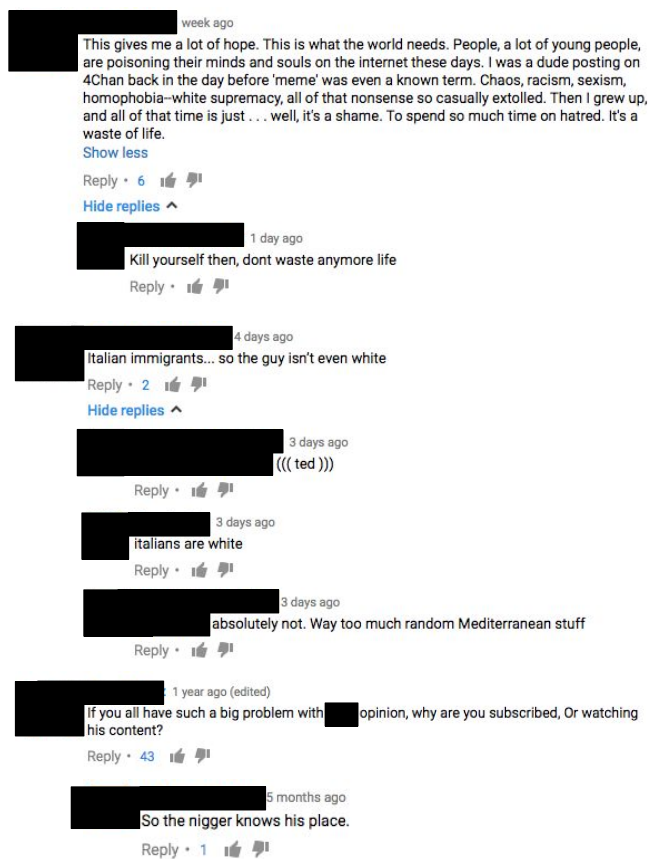 week ago
This gives me a lot of hope. This is what the world needs. People, a lot of young people,
are poisoning their minds and souls on the internet these days. I was a dude posting on
4Chan back in the day before 'meme' was even a known term. Chaos, racism, sexism,
homophobia--white supremacy, all of that nonsense so casually extolled. Then I grew up,
and all of that time is just . . . well, it's a shame. To spend so much time on hatred. It's a
waste of life.
Show less
Reply • 6
Hide replies
1 day ago
Kill yourself then, dont waste anymore life
Reply •
4 days ago
Italian immigrants... so the guy isn't even white
Reply • 2
Hide replies
3 days ago
((( ted )))
Reply •
3 days ago
italians are white
Reply •
3 days ago
absolutely not. Way too much random Mediterranean stuff
Reply •
1 year ago (edited)
If you all have such a big problem with opinion, why are you subscribed, Or watching
his content?
Reply • 43
5 months ago
So the nigger knows his place.
Reply • 1